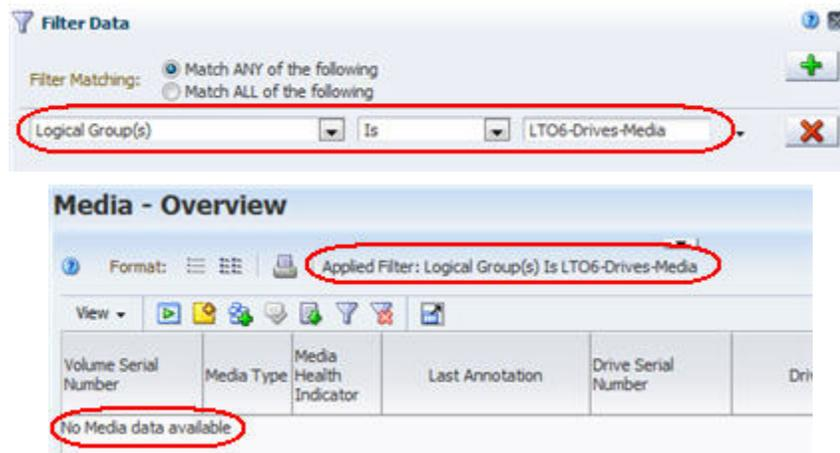 Filter Data
Filter Matching:
Match ANY of the following
Match ALL of the following
Logical Group(s) Is LTO6-Drives-Media
Media - Overview
Format: Applied Filter: Logical Group(s) Is LTO6-Drives-Media
View
Volume Serial Number Media Type Media Health Indicator Last Annotation Drive Serial Number
No Media data available